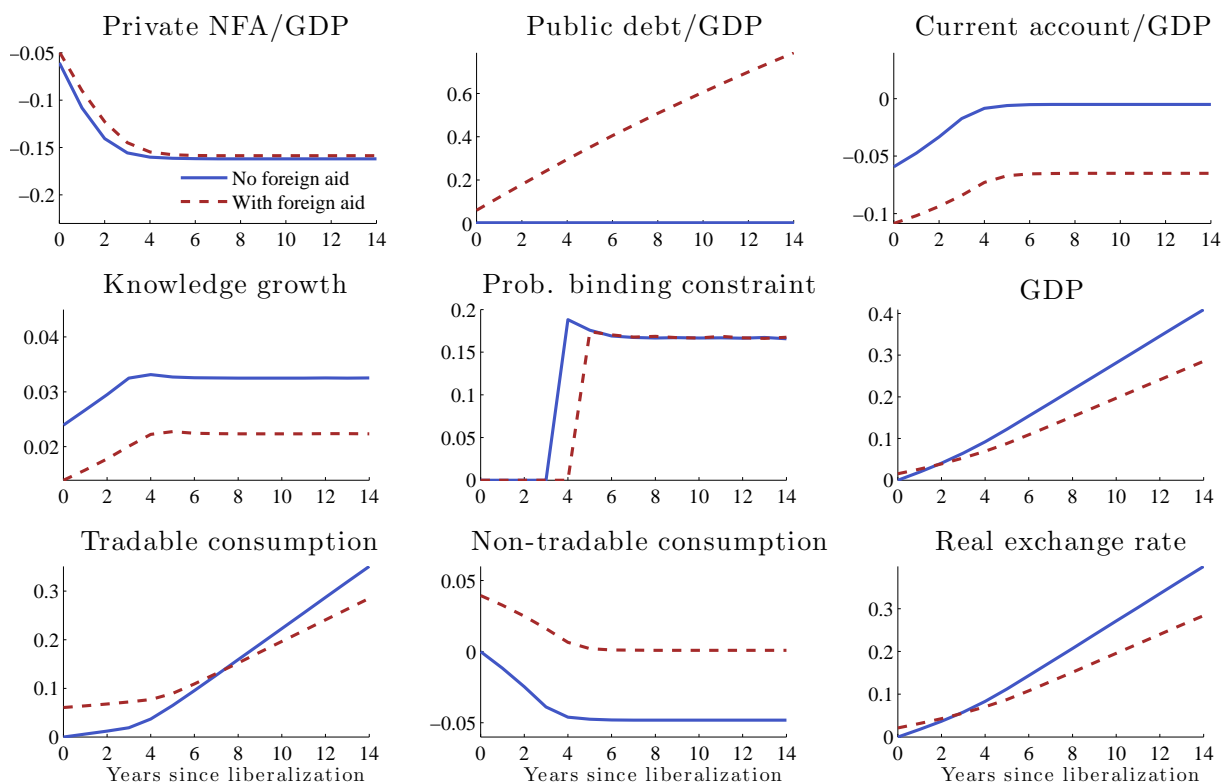 Private NFA/GDP
−0.05
−0.1
−0.15
−0.2
No foreign aid
With foreign aid
0 2 4 6 8 10 12 14
Public debt/GDP
0.6
0.4
0.2
0
0 2 4 6 8 10 12 14
Current account/GDP
0
−0.05
−0.1
0 2 4 6 8 10 12 14
Knowledge growth
0.04
0.03
0.02
0 2 4 6 8 10 12 14
Prob. binding constraint
0.2
0.15
0.1
0.05
0
0 2 4 6 8 10 12 14
GDP
0.4
0.3
0.2
0.1
0
0 2 4 6 8 10 12 14
Tradable consumption
0.3
0.2
0.1
0
0 2 4 6 8 10 12 14
Years since liberalization
Non-tradable consumption
0.05
0
−0.05
0 2 4 6 8 10 12 14
Years since liberalization
Real exchange rate
0.3
0.2
0.1
0
0 2 4 6 8 10 12 14
Years since liberalization